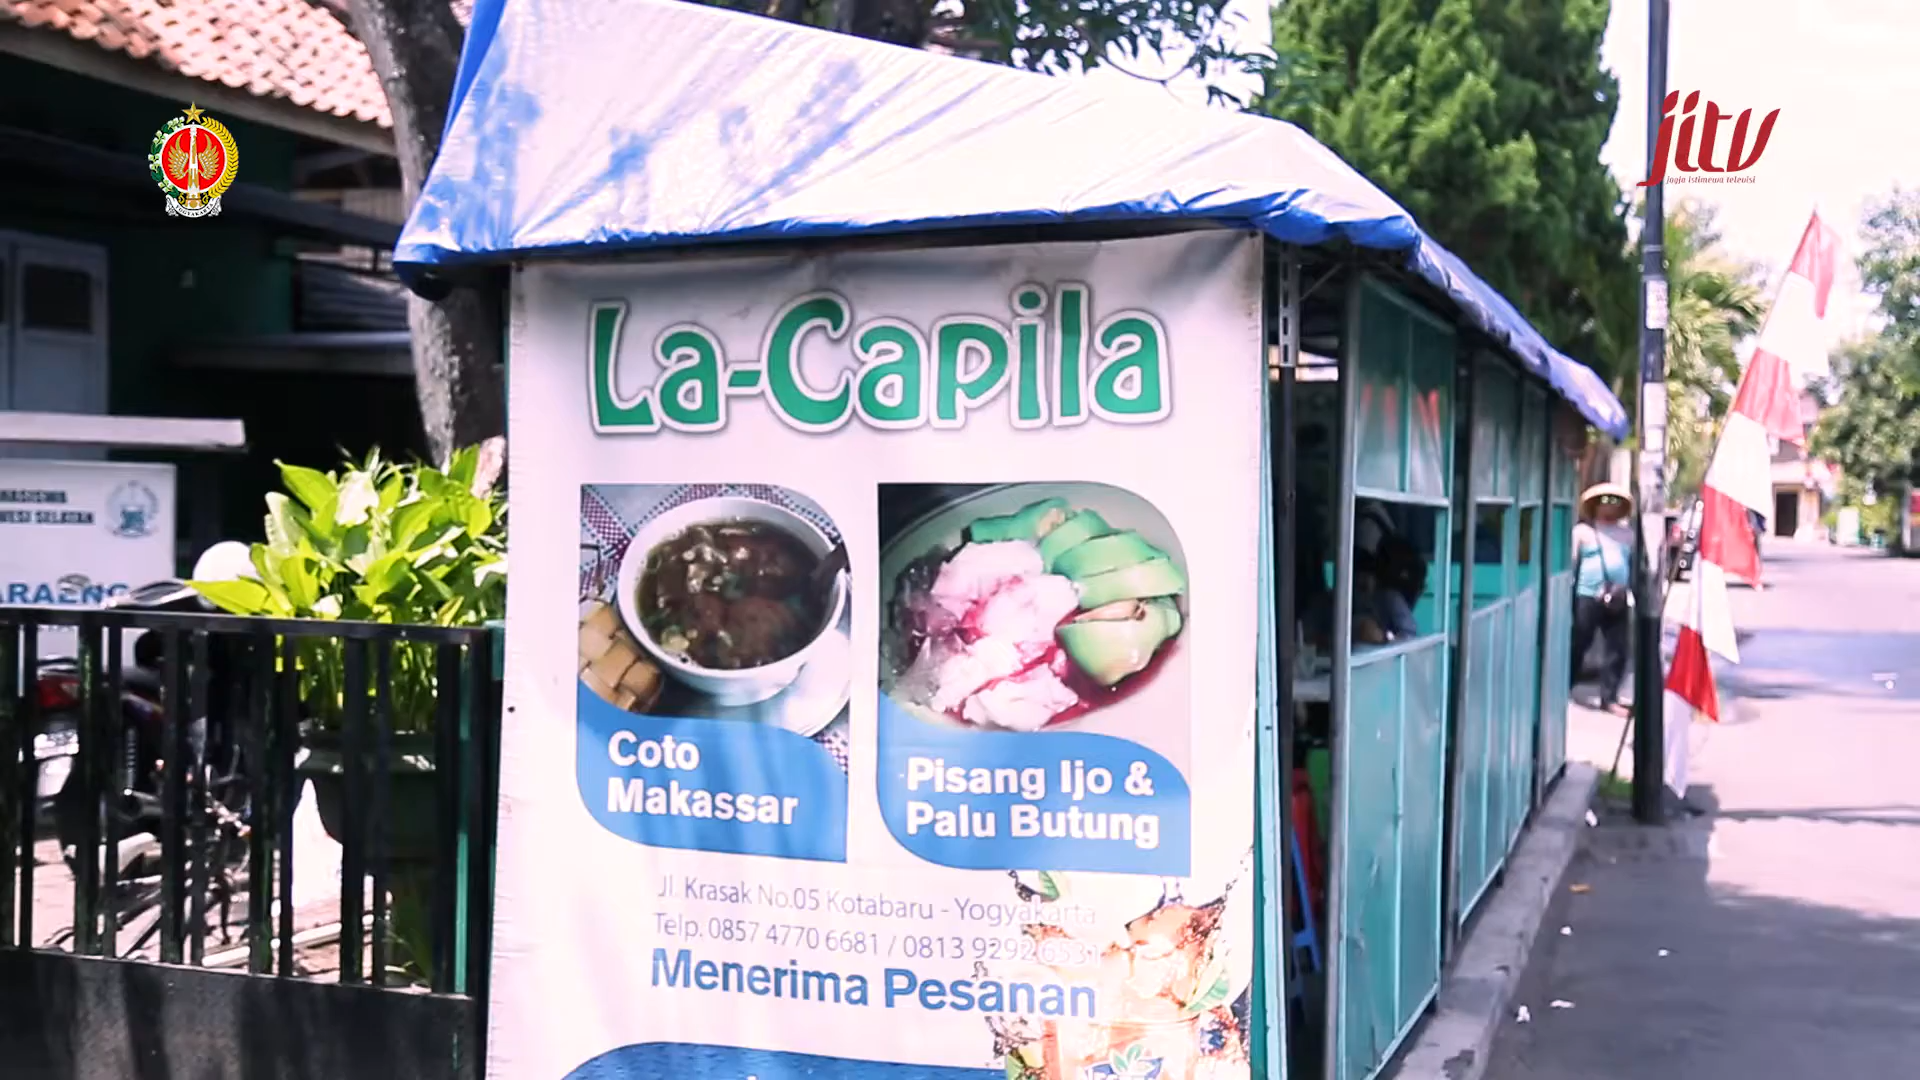 YOGYAKARTA
jitv
jogja istimewa televisi
La-Capila
Coto
Makassar
Pisang Ijo &
Palu Butung
Jl. Krasak No.05 Kotabaru - Yogyakarta
Telp. 0857 4770 6681 / 0813 9292 6531
Menerima Pesanan